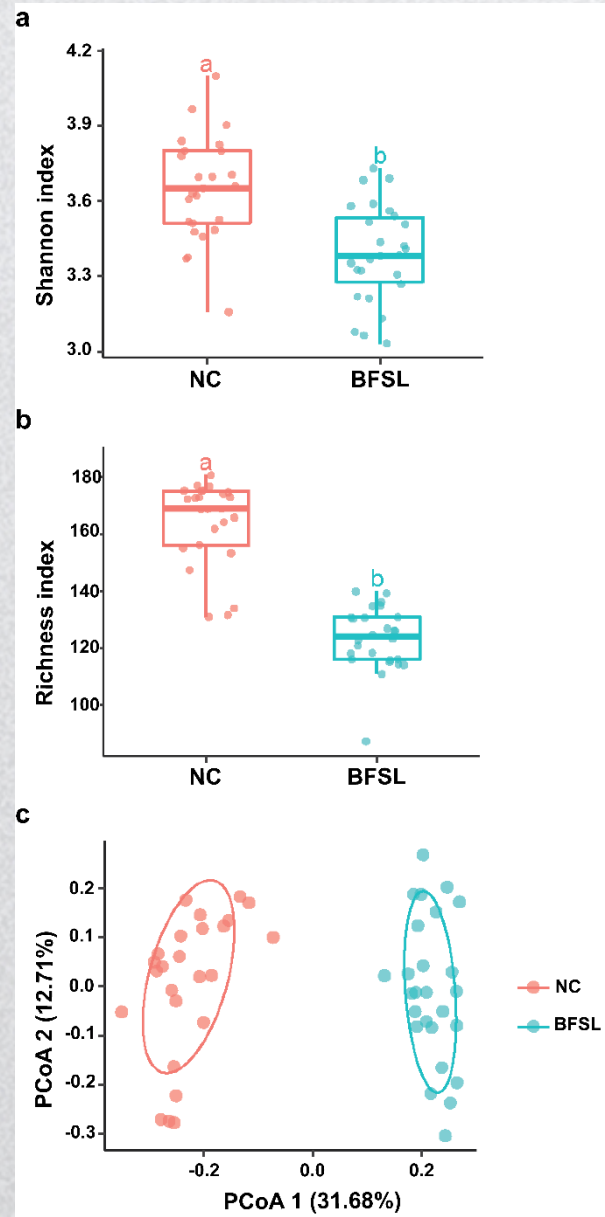 a
4.2
3.9
3.6
3.3
3.0
Shannon index
a
b
NC BFSL
b
180
160
140
120
100
Richness index
a
b
NC BFSL
c
0.2
0.1
0.0
-0.1
-0.2
-0.3
PCoA 2 (12.71%)
-0.2 0.0 0.2
PCoA 1 (31.68%)
NC
BFSL